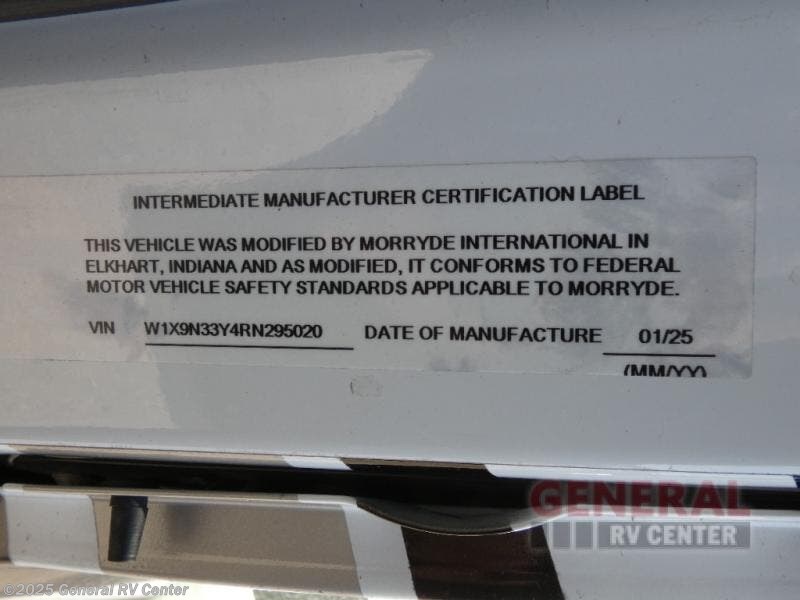 INTERMEDIATE MANUFACTURER CERTIFICATION LABEL
THIS VEHICLE WAS MODIFIED BY MORRYDE INTERNATIONAL IN
ELKHART, INDIANA AND AS MODIFIED, IT CONFORMS TO FEDERAL
MOTOR VEHICLE SAFETY STANDARDS APPLICABLE TO MORRYDE.
VIN W1X9N33Y4RN295020 DATE OF MANUFACTURE 01/25
(MM/YY)
GENERAL
RV CENTER
©2025 General RV Center